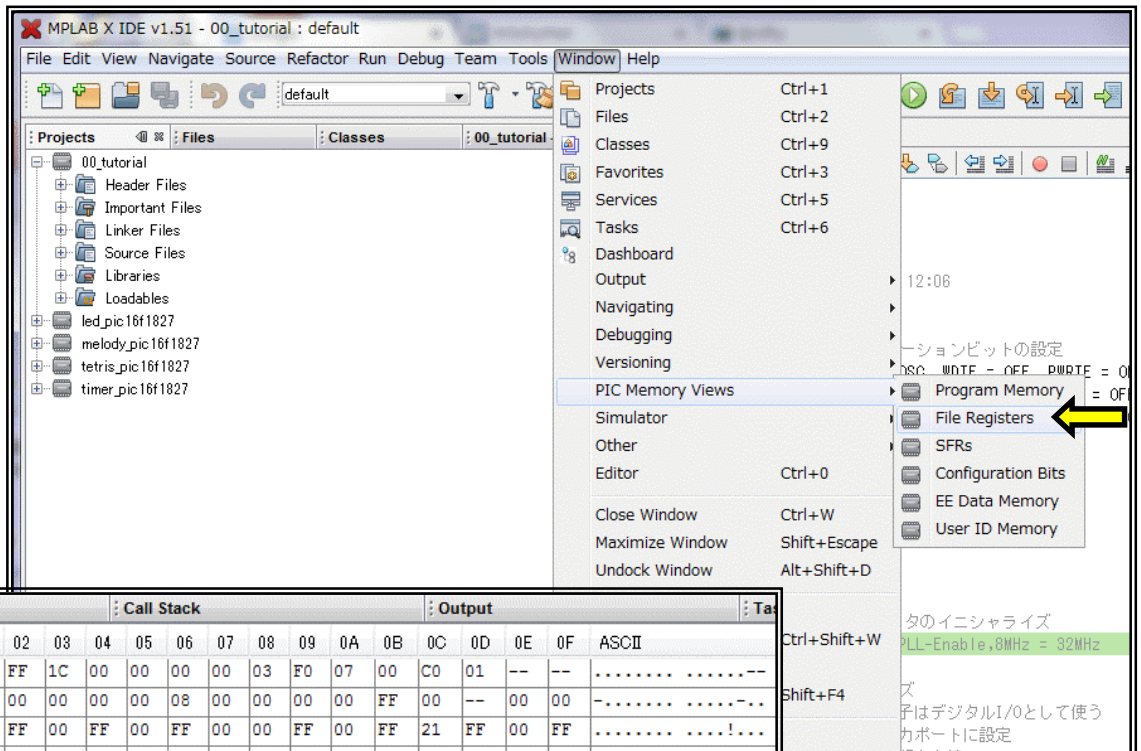 MPLAB X IDE v1.51 - 00_tutorial : default
File Edit View Navigate Source Refactor Run Debug Team Tools Window Help
default
Projects Files Classes 00_tutorial
00_tutorial
Header Files
Important Files
Linker Files
Source Files
Libraries
Loadables
led_pic16f1827
melody_pic16f1827
tetris_pic16f1827
timer_pic16f1827
Projects Ctrl+1
Files Ctrl+2
Classes Ctrl+9
Favorites Ctrl+3
Services Ctrl+5
Tasks Ctrl+6
Dashboard
Output
Navigating
Debugging
Versioning
PIC Memory Views
Simulator
Other
Editor Ctrl+0
Close Window Ctrl+W
Maximize Window Shift+Escape
Undock Window Alt+Shift+D
Ctrl+Shift+W
Shift+F4
Program Memory
File Registers
SFRs
Configuration Bits
EE Data Memory
User ID Memory
12:06
ーションビットの設定
OSC, WDTE = OFF, PWRTE =
= OF
タのイニシャライズ
PLL-Enable,8MHz = 32MHz
ズ
子はデジタルI/Oとして使う
カポートに設定
Call Stack Output Tas
02 03 04 05 06 07 08 09 0A 0B 0C 0D 0E 0F ASCII
FF 1C 00 00 00 00 03 F0 07 00 C0 01 -- -- ........ ......--
00 00 00 00 08 00 00 00 00 FF 00 -- 00 00 -....... .....-..
FF 00 FF 00 FF 00 00 FF 00 FF 21 FF 00 FF ........ ....!...